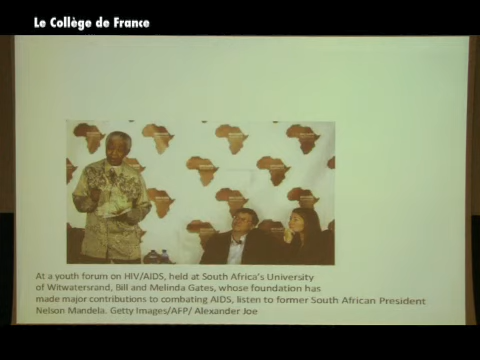 Le Collège de France
At a youth forum on HIV/AIDS, held at South Africa's University
of Witwatersrand, Bill and Melinda Gates, whose foundation has
made major contributions to combating AIDS, listen to former South African President
Nelson Mandela. Getty Images/AFP/ Alexander Joe